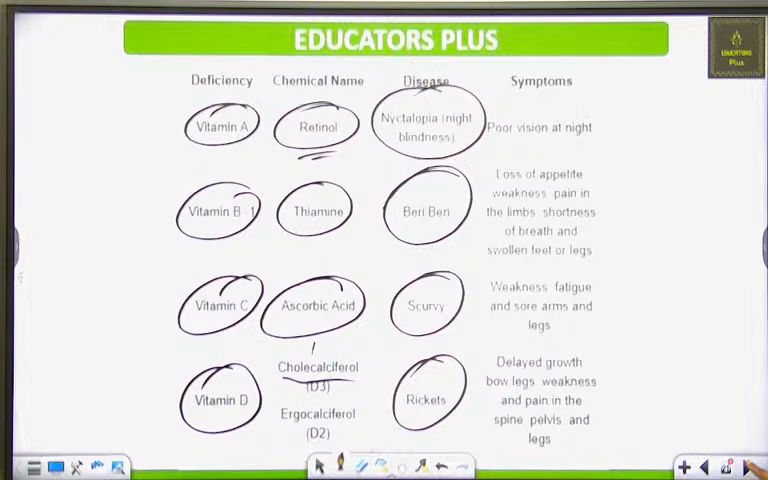 EDUCATORS PLUS
EDUCATORS
Plus
Deficiency Chemical Name Disease Symptoms
Vitamin A Retinol Nyctalopia (night blindness) Poor vision at night
Vitamin B 1 Thiamine Beri Beri Loss of appetite weakness pain in the limbs shortness of breath and swollen feet or legs
Vitamin C Ascorbic Acid Scurvy Weakness fatigue and sore arms and legs
Vitamin D Cholecalciferol (D3) Ergocalciferol (D2) Rickets Delayed growth bow legs weakness and pain in the spine pelvis and legs